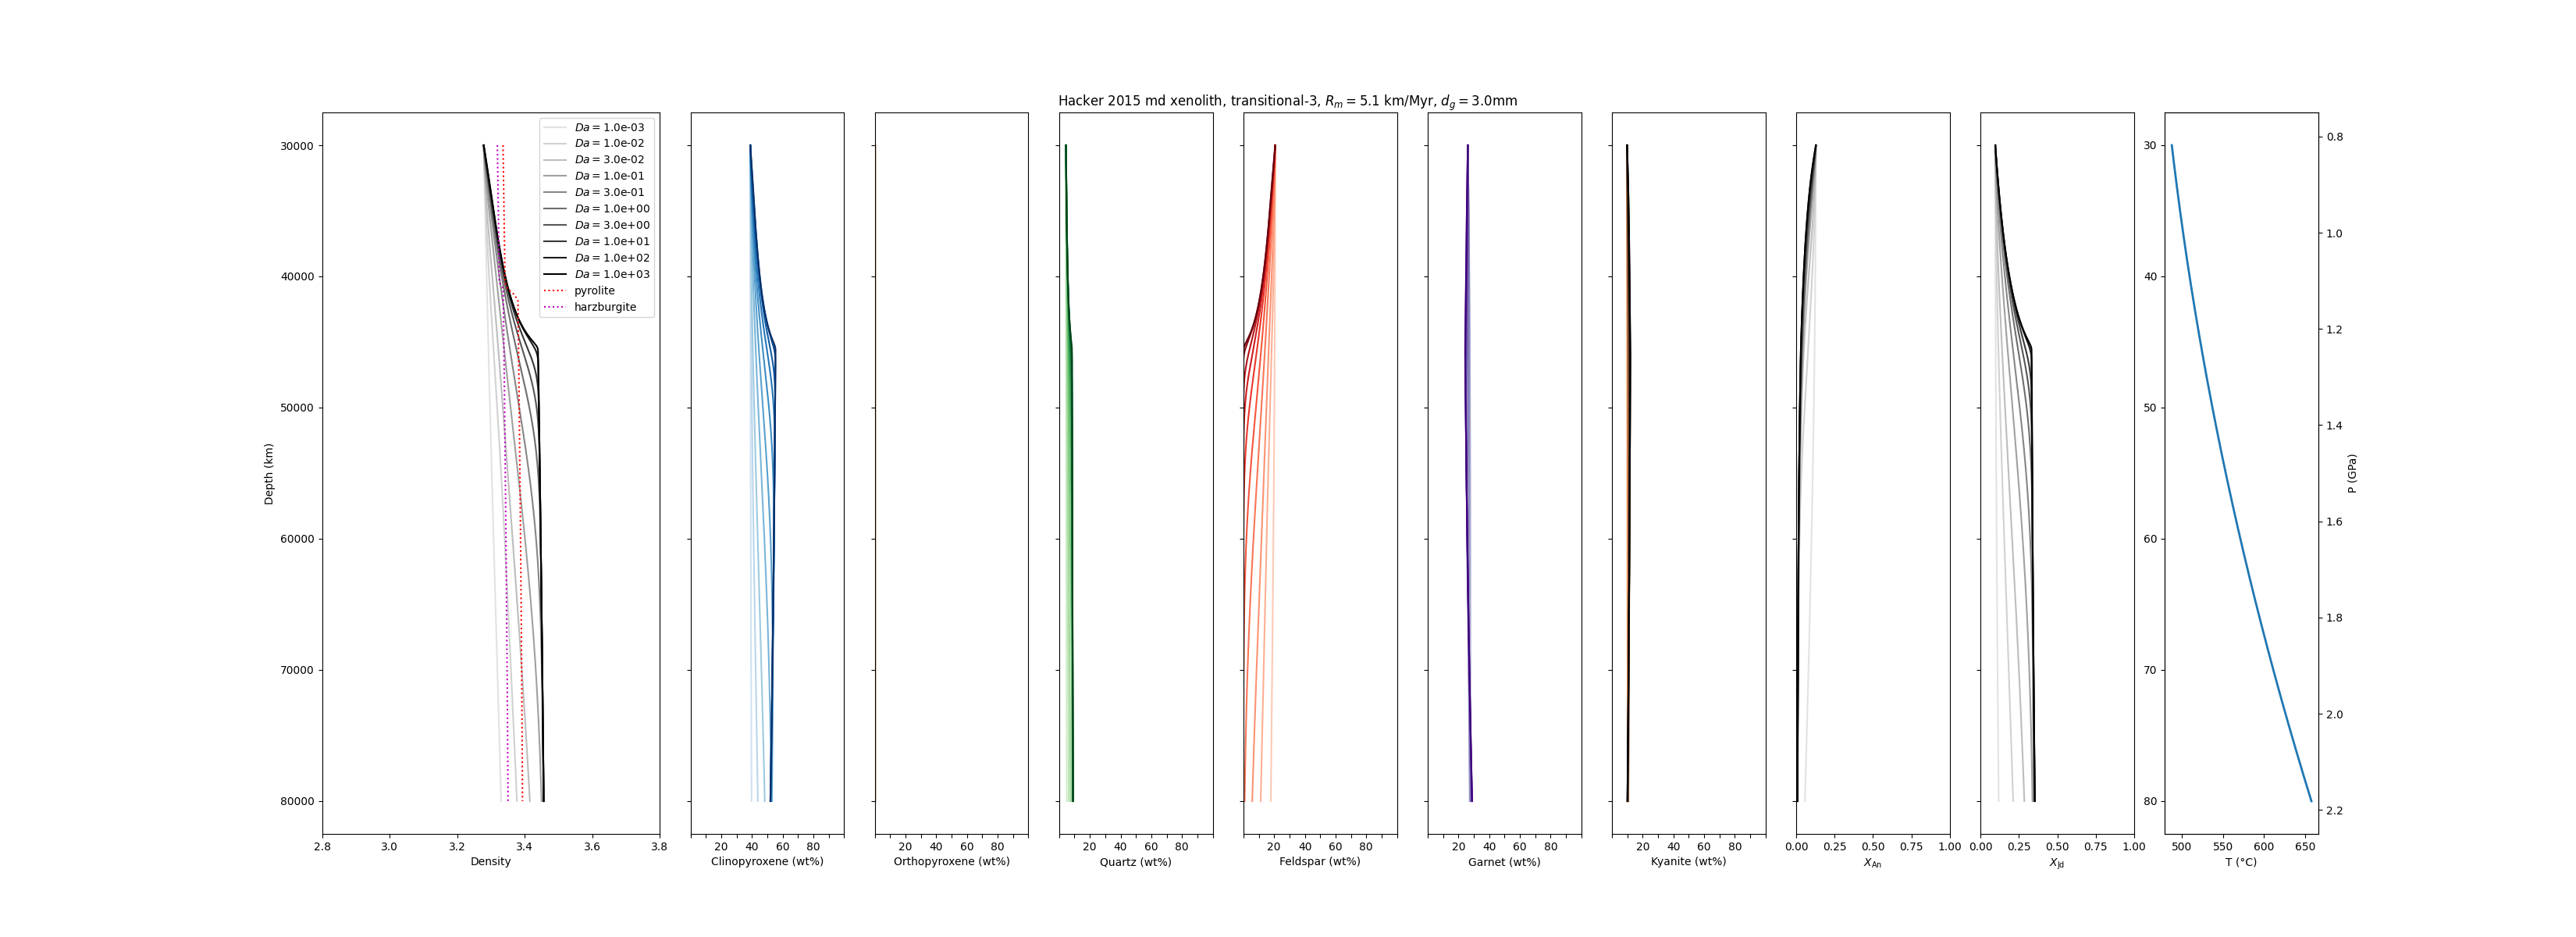 Hacker 2015 md xenolith, transitional-3, R_m = 5.1 km/Myr, d_g = 3.0mm
Da = 1.0e-03
Da = 1.0e-02
Da = 3.0e-02
Da = 1.0e-01
Da = 3.0e-01
Da = 1.0e+00
Da = 3.0e+00
Da = 1.0e+01
Da = 1.0e+02
Da = 1.0e+03
pyrolite
harzburgite
Depth (km)
30000
40000
50000
60000
70000
80000
2.8 3.0 3.2 3.4 3.6 3.8
Density
20 40 60 80
Clinopyroxene (wt%)
20 40 60 80
Orthopyroxene (wt%)
20 40 60 80
Quartz (wt%)
20 40 60 80
Feldspar (wt%)
20 40 60 80
Garnet (wt%)
20 40 60 80
Kyanite (wt%)
0.00 0.25 0.50 0.75 1.00
X_An
0.00 0.25 0.50 0.75 1.00
X_Jd
30
40
50
60
70
80
500 550 600 650
T (°C)
0.8
1.0
1.2
1.4
1.6
1.8
2.0
2.2
P (GPa)